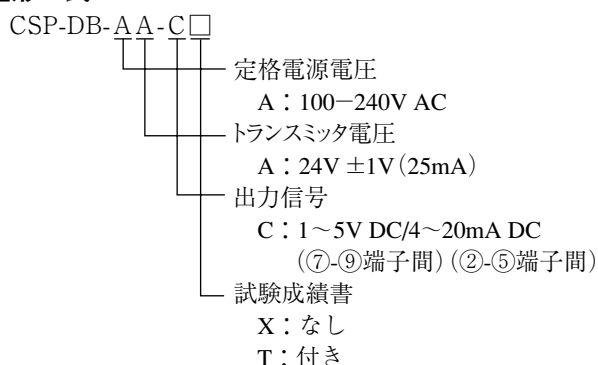 CSP-DB-AA-C□
定格電源電圧
A：100−240V AC
トランスミッタ電圧
A：24V ±1V（25mA）
出力信号
C：1～5V DC/4～20mA DC
（⑦-⑨端子間）（②-⑤端子間）
試験成績書
X：なし
T：付き